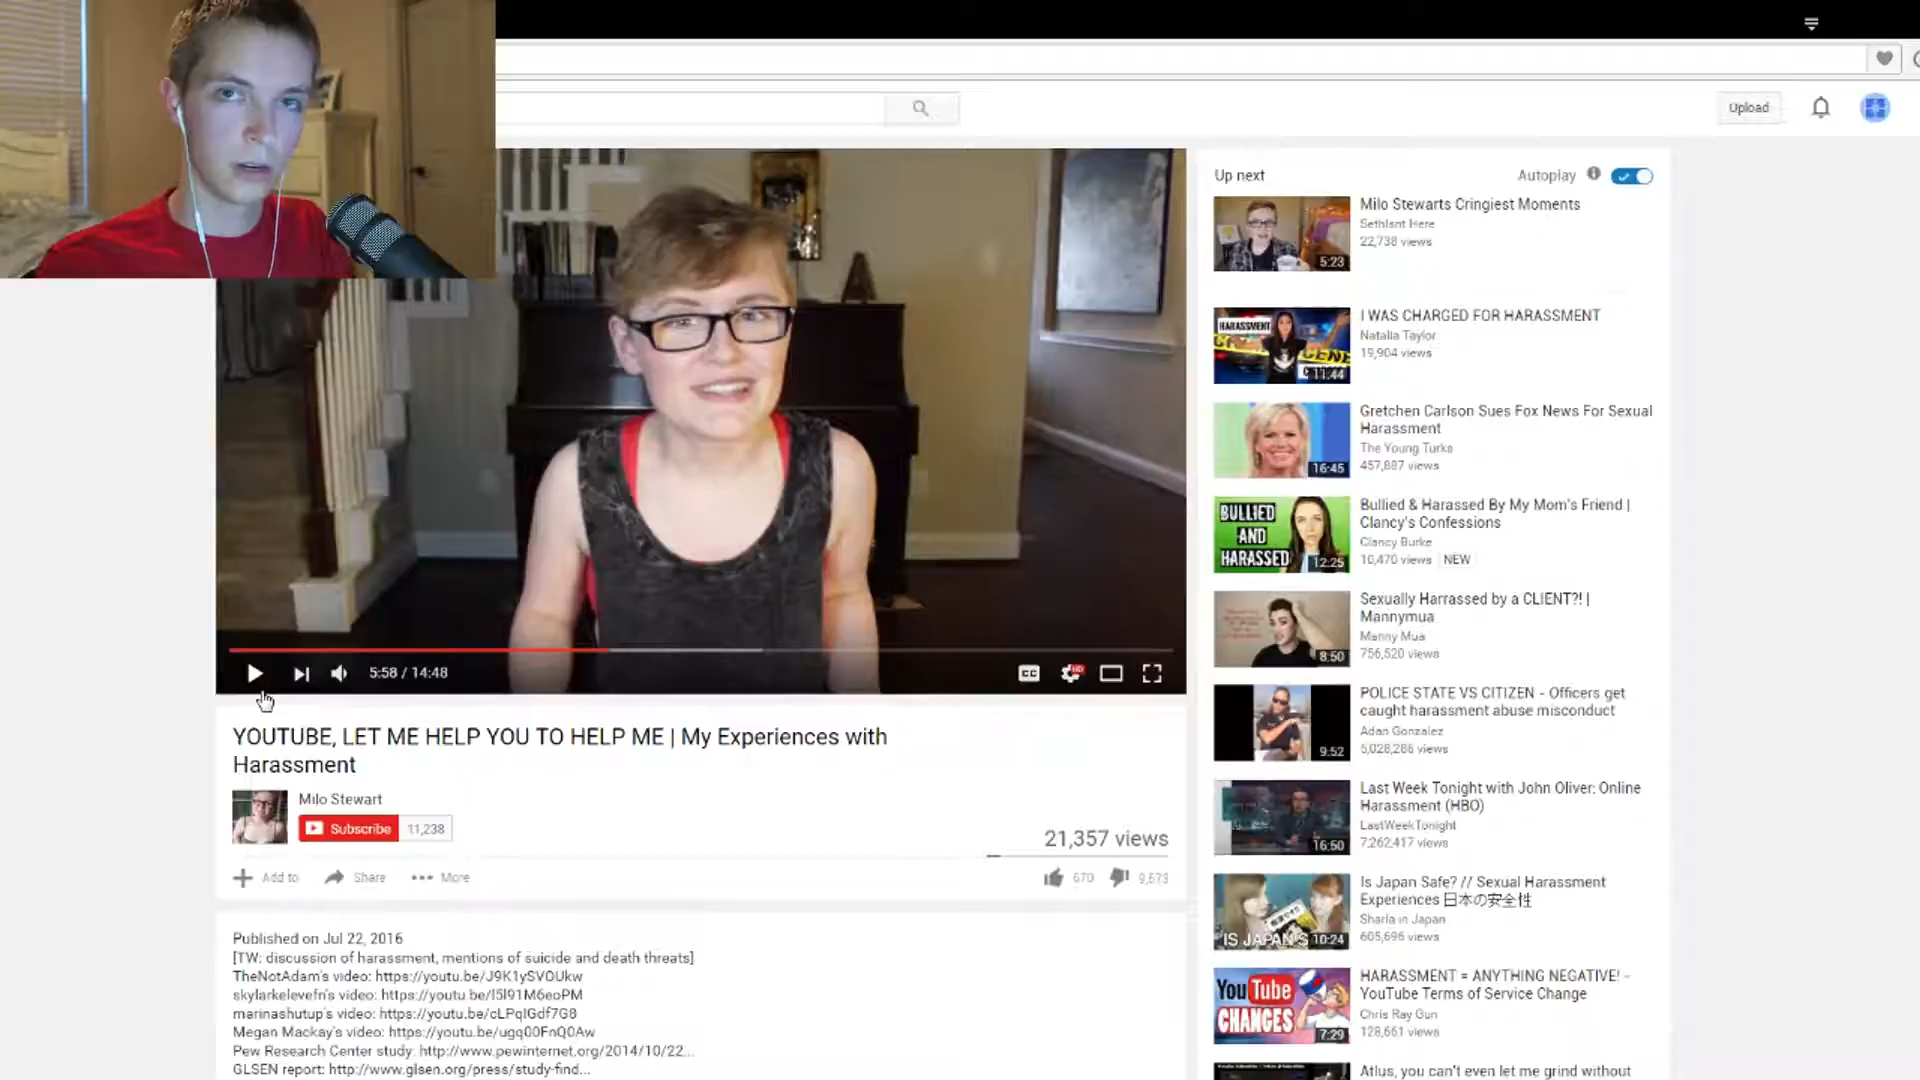 Upload
Up next
Autoplay
Milo Stewarts Cringiest Moments
SethIsnt Here
22,738 views
5:23
I WAS CHARGED FOR HARASSMENT
Natalia Taylor
19,904 views
HARASSMENT
11:44
Gretchen Carlson Sues Fox News For Sexual
Harassment
The Young Turks
457,887 views
16:45
Bullied & Harassed By My Mom's Friend |
Clancy's Confessions
Clancy Burke
10,470 views NEW
BULLIED
AND
HARASSED
12:25
Sexually Harrassed by a CLIENT?! |
Mannymua
Manny Mua
756,520 views
8:50
5:58 / 14:48
CC
HD
POLICE STATE VS CITIZEN - Officers get
caught harassment abuse misconduct
Adan Gonzalez
5,028,286 views
9:52
YOUTUBE, LET ME HELP YOU TO HELP ME | My Experiences with
Harassment
Milo Stewart
Subscribe 11,238
21,357 views
Add to Share More
670 9,573
Last Week Tonight with John Oliver: Online
Harassment (HBO)
LastWeekTonight
7,262,417 views
16:50
Is Japan Safe? // Sexual Harassment
Experiences 日本の安全性
Sharla in Japan
605,696 views
IS JAPAN
10:24
Published on Jul 22, 2016
[TW: discussion of harassment, mentions of suicide and death threats]
TheNotAdam's video: https://youtu.be/J9K1ySVOUkw
skylarkelevefn's video: https://youtu.be/l5l91M6eoPM
marinashutup's video: https://youtu.be/cLPqIGdf7G8
Megan Mackay's video: https://youtu.be/ugq00FnQ0Aw
Pew Research Center study: http://www.pewinternet.org/2014/10/22...
GLSEN report: http://www.glsen.org/press/study-find...
HARASSMENT = ANYTHING NEGATIVE! -
YouTube Terms of Service Change
Chris Ray Gun
128,661 views
YouTube
CHANGES
7:29
Atlus, you can't even let me grind without